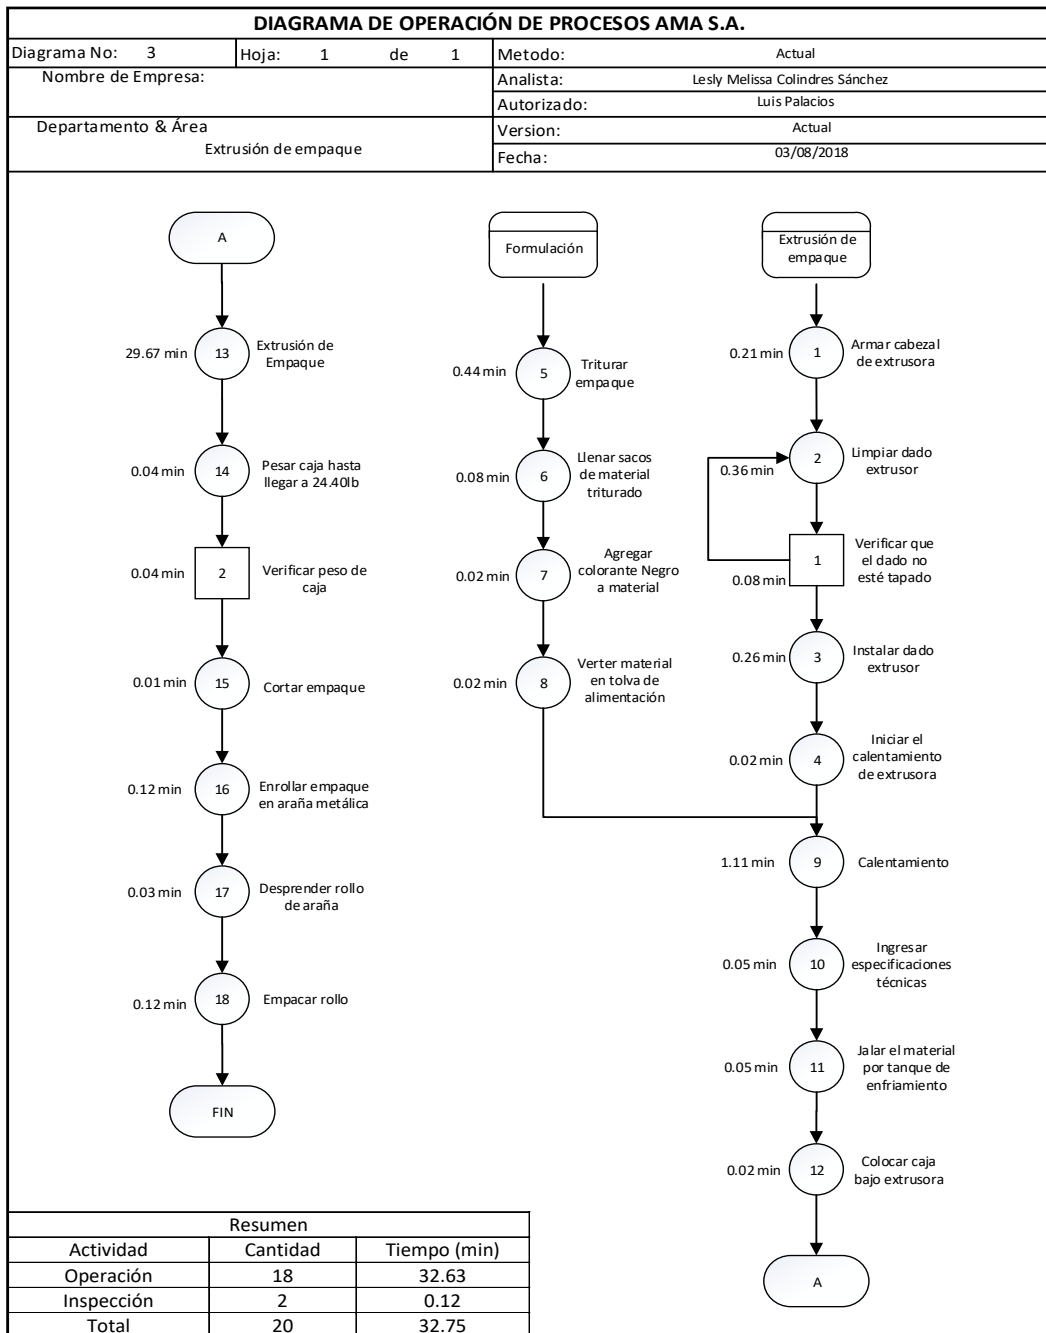 DIAGRAMA DE OPERACIÓN DE PROCESOS AMA S.A.
Diagrama No: 3 Hoja: 1 de 1 Metodo: Actual
Nombre de Empresa:
Analista: Lesly Melissa Colindres Sánchez
Autorizado: Luis Palacios
Departamento & Área
Extrusión de empaque
Version: Actual
Fecha: 03/08/2018
A
29.67 min 13 Extrusión de
Empaque
0.04 min 14 Pesar caja hasta
llegar a 24.40lb
0.04 min 2 Verificar peso de
caja
0.01 min 15 Cortar empaque
0.12 min 16 Enrollar empaque
en araña metálica
0.03 min 17 Desprender rollo
de araña
0.12 min 18 Empacar rollo
FIN
Formulación
0.44 min 5 Triturar
empaque
0.08 min 6 Llenar sacos
de material
triturado
0.02 min 7 Agregar
colorante Negro
a material
0.02 min 8 Verter material
en tolva de
alimentación
Extrusión de
empaque
0.21 min 1 Armar cabezal
de extrusora
0.36 min 2 Limpiar dado
extrusor
0.08 min 1 Verificar que
el dado no
esté tapado
0.26 min 3 Instalar dado
extrusor
0.02 min 4 Iniciar el
calentamiento
de extrusora
1.11 min 9 Calentamiento
0.05 min 10 Ingresar
especificaciones
técnicas
0.05 min 11 Jalar el material
por tanque de
enfriamiento
0.02 min 12 Colocar caja
bajo extrusora
A
Resumen
Actividad Cantidad Tiempo (min)
Operación 18 32.63
Inspección 2 0.12
Total 20 32.75